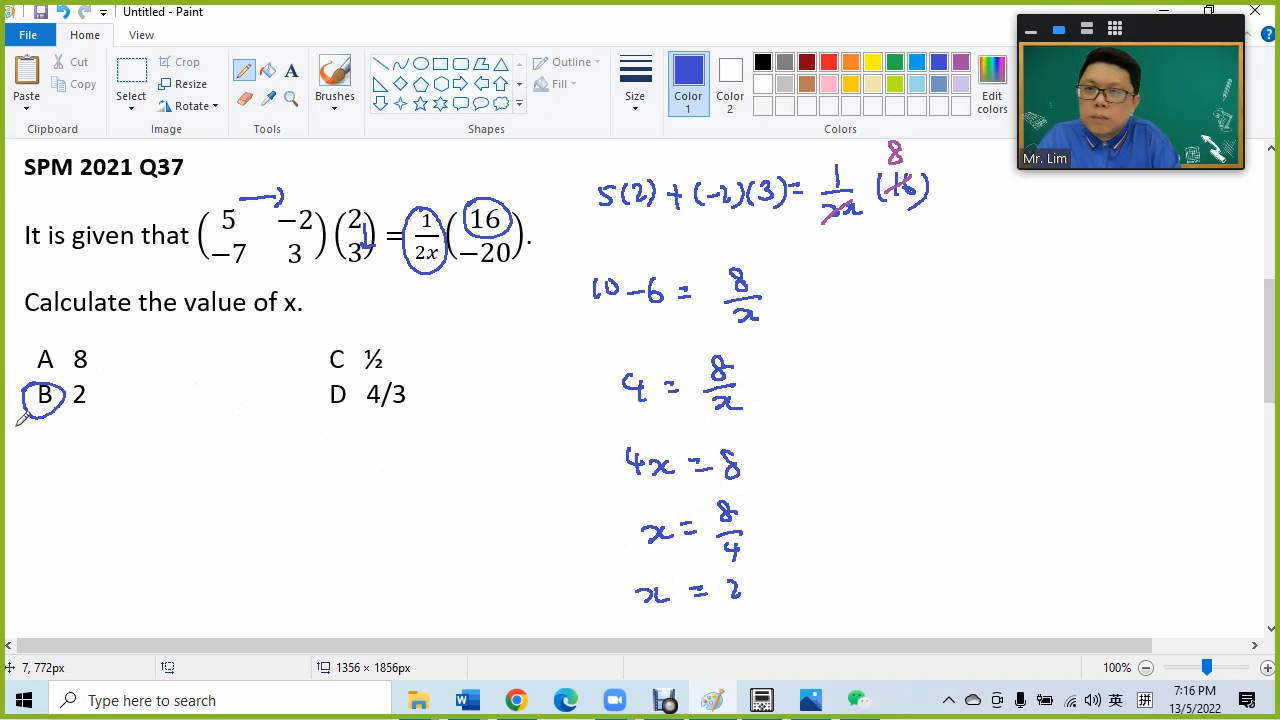 Untitled - Paint
File Home View
Paste Cut Copy Clipboard
Select Crop Resize Rotate Image
Tools
Brushes
Outline Fill Shapes
Size
Color 1 Color 2 Edit colors Colors
Mr. Lim
SPM 2021 Q37
It is given that (5 −2 −7 3)(2 3) = 1/2x (16 −20).
Calculate the value of x.
A 8
B 2
C ½
D 4/3
8
5(2) + (-2)(3) = 1/2x (16)
10 - 6 = 8/x
4 = 8/x
4x = 8
x = 8/4
x = 2
7, 772px
1356 × 1856px
100%
Type here to search
英 拼
7:16 PM
13/5/2022